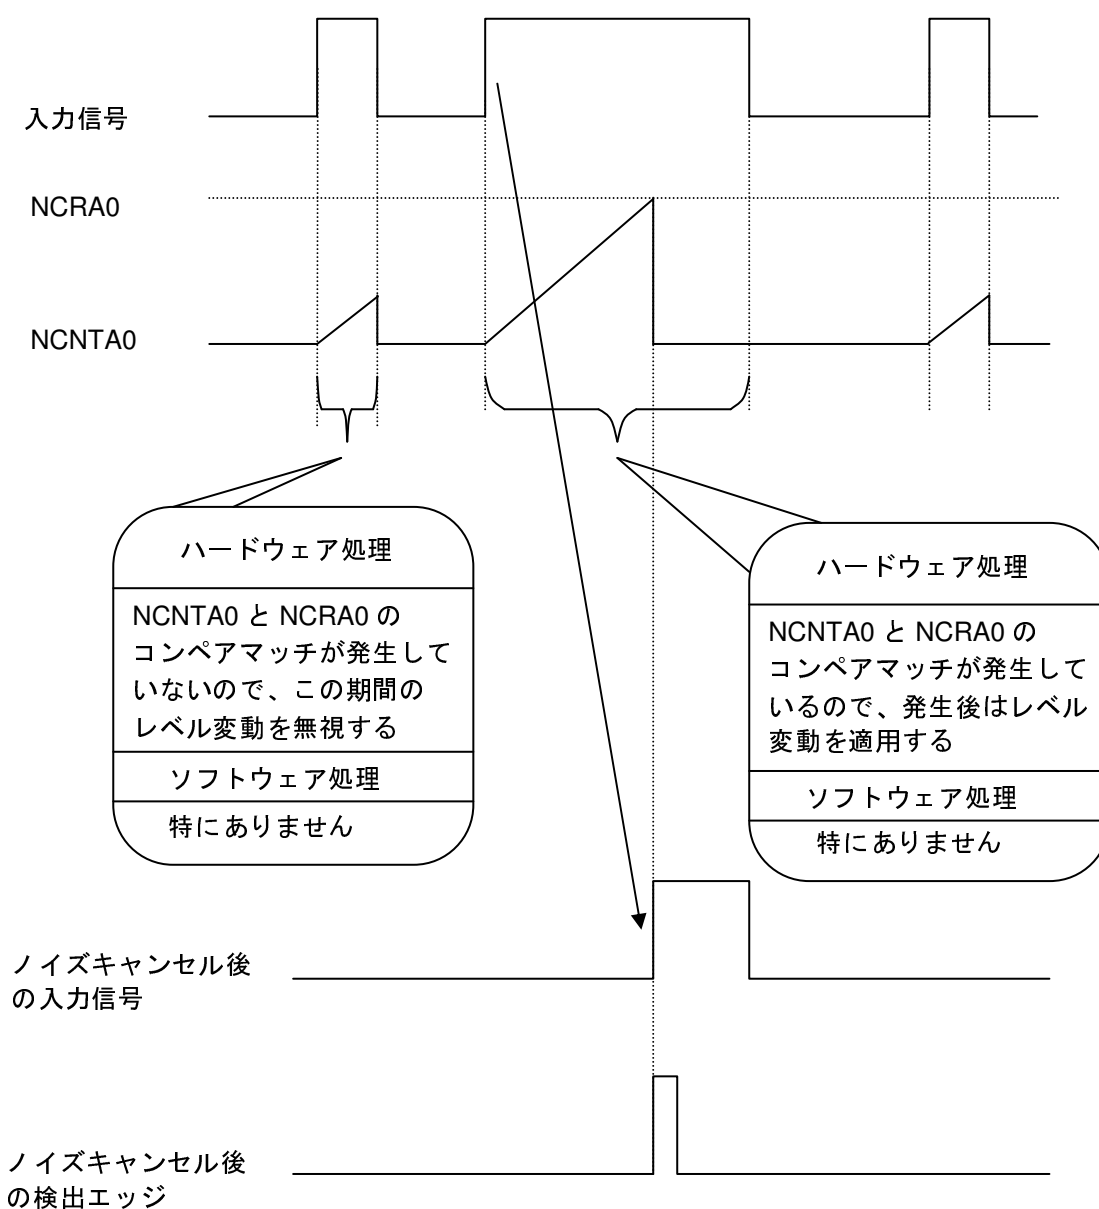 入力信号
NCRA0
NCNTA0
ハードウェア処理
NCNTA0 と NCRA0 の
コンペアマッチが発生して
いないので、この期間の
レベル変動を無視する
ソフトウェア処理
特にありません
ハードウェア処理
NCNTA0 と NCRA0 の
コンペアマッチが発生して
いるので、発生後はレベル
変動を適用する
ソフトウェア処理
特にありません
ノイズキャンセル後
の入力信号
ノイズキャンセル後
の検出エッジ